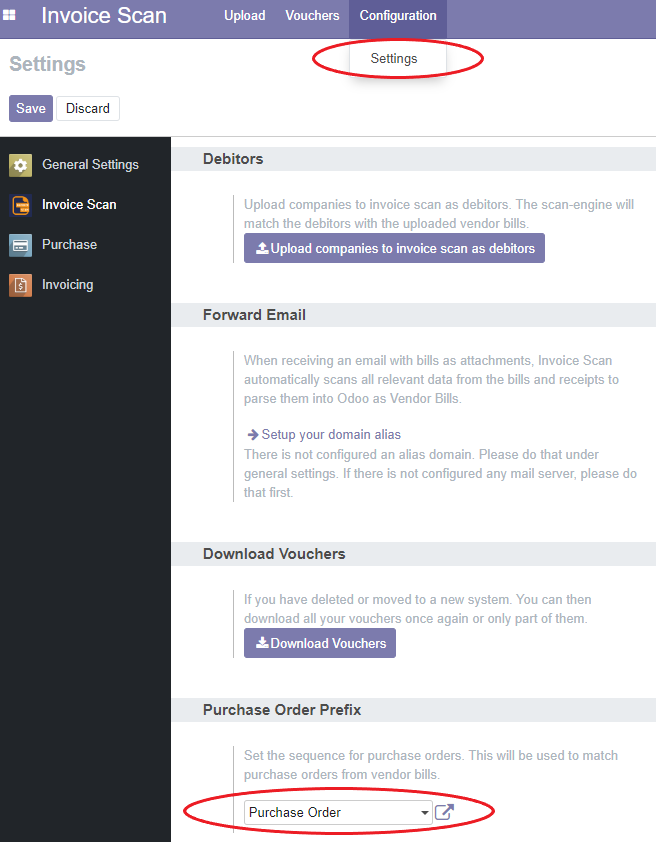 Invoice Scan Upload Vouchers Configuration
Settings
Settings
Save Discard
General Settings
Invoice Scan
Purchase
Invoicing
Debitors
Upload companies to invoice scan as debitors. The scan-engine will
match the debitors with the uploaded vendor bills.
Upload companies to invoice scan as debitors
Forward Email
When receiving an email with bills as attachments, Invoice Scan
automatically scans all relevant data from the bills and receipts to
parse them into Odoo as Vendor Bills.
Setup your domain alias
There is not configured an alias domain. Please do that under
general settings. If there is not configured any mail server, please do
that first.
Download Vouchers
If you have deleted or moved to a new system. You can then
download all your vouchers once again or only part of them.
Download Vouchers
Purchase Order Prefix
Set the sequence for purchase orders. This will be used to match
purchase orders from vendor bills.
Purchase Order